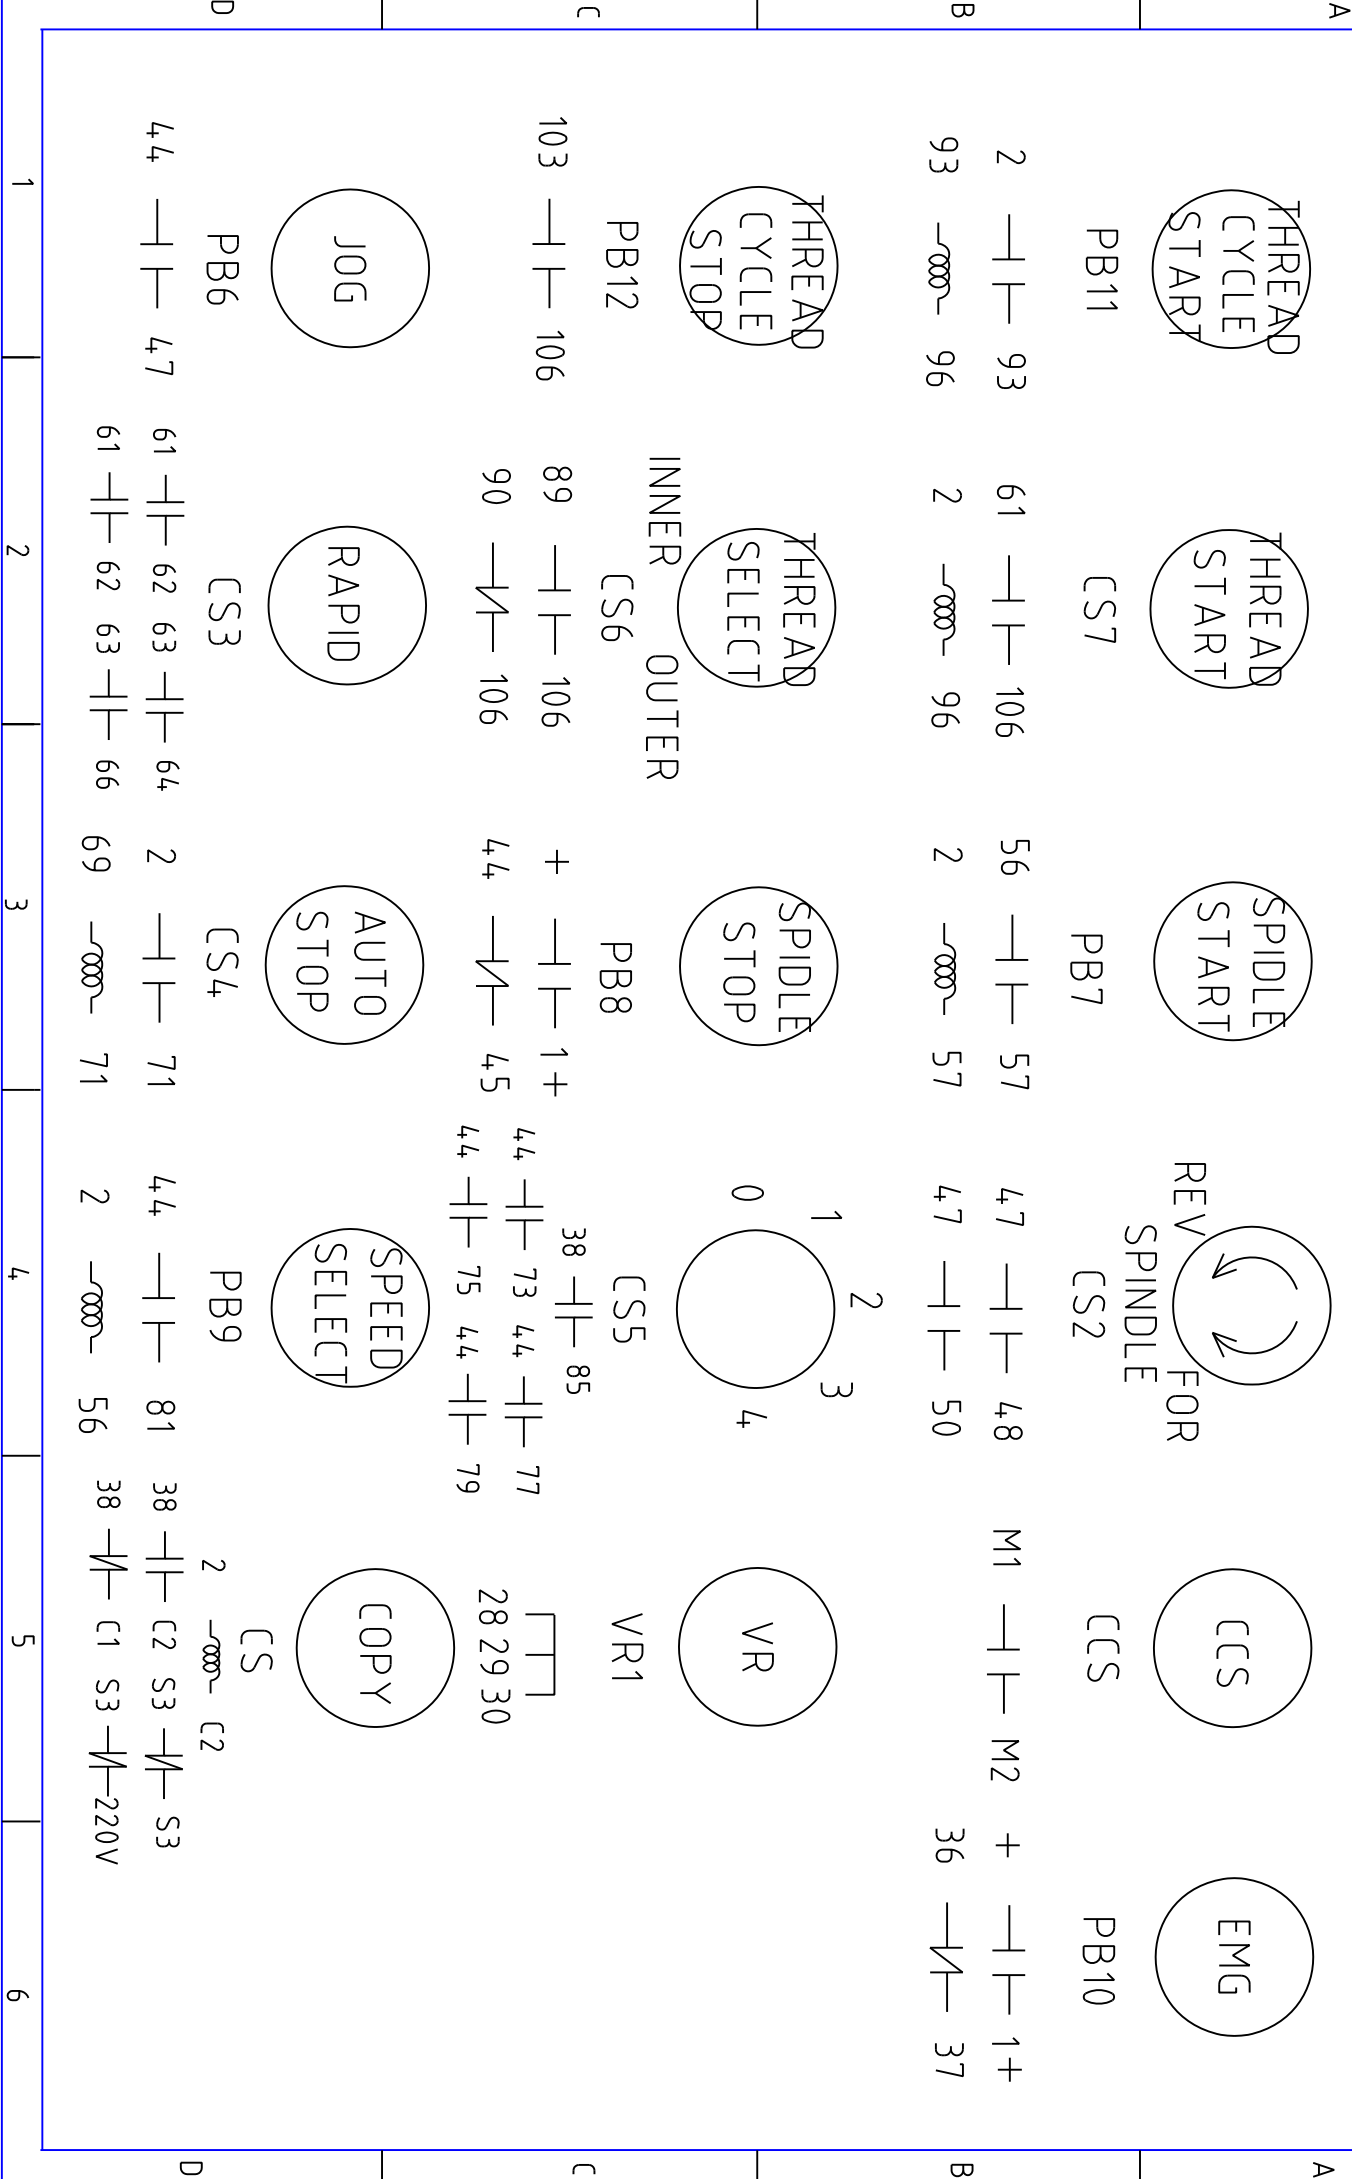 A
B
C
D
1
2
3
4
5
6
THREAD
CYCLE
START
PB11
2 93
93 96
THREAD
START
CS7
61 106
2 96
SPIDLE
START
PB7
56 57
2 57
REV FOR
SPINDLE
CS2
47 48
47 50
CCS
CCS
M1 M2
EMG
PB10
+ 1+
36 37
THREAD
CYCLE
STOP
PB12
103 106
THREAD
SELECT
INNER OUTER
CS6
89 106
90 106
SPIDLE
STOP
PB8
+ 1+
44 45
0 1 2 3 4
CS5
38 85
44 73 44 77
44 75 44 79
VR
VR1
28 29 30
JOG
PB6
44 47
RAPID
CS3
61 62 63 64
61 62 63 66
AUTO
STOP
CS4
2 71
69 71
SPEED
SELECT
PB9
44 81
2 56
COPY
CS
2 C2
38 C2 S3 S3
38 C1 S3 220V
A
B
C
D